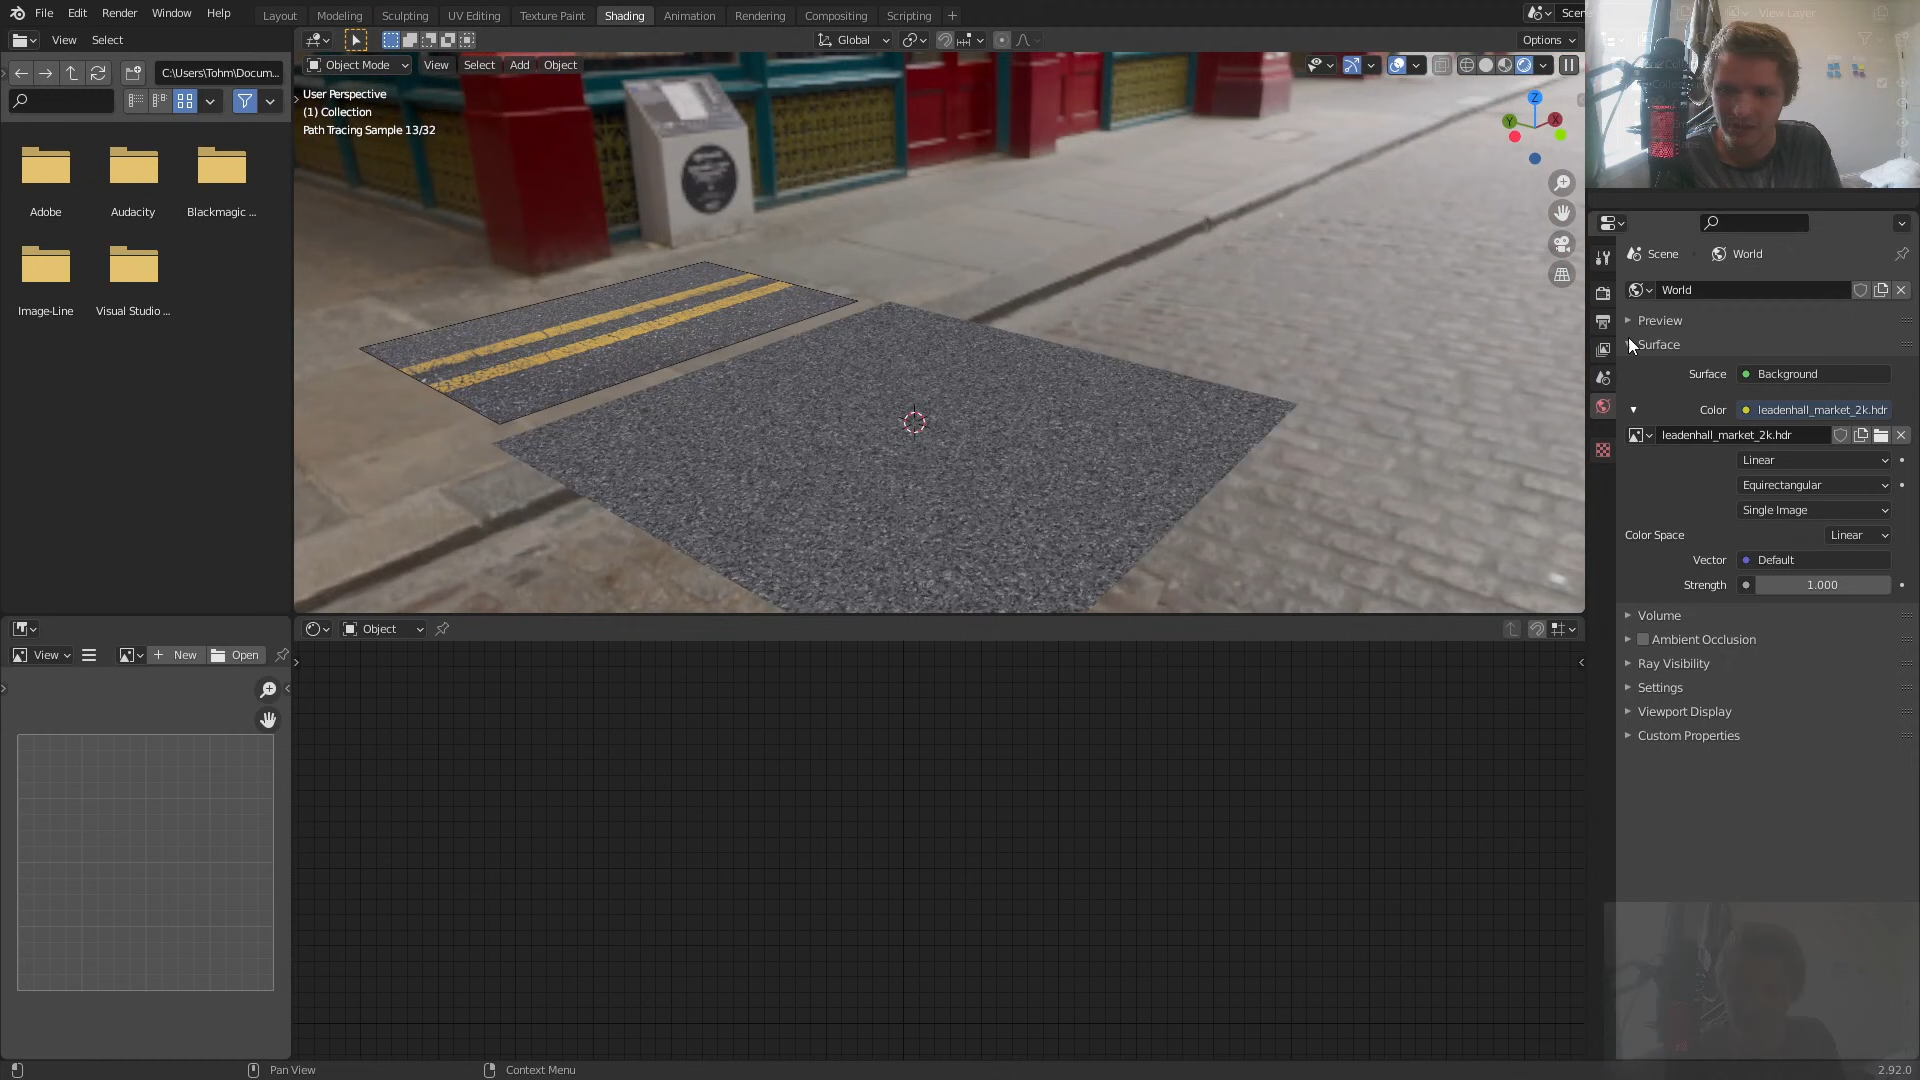 File Edit Render Window Help
Layout Modeling Sculpting UV Editing Texture Paint Shading Animation Rendering Compositing Scripting +
View Layer
View Select
Global
Options
C:\Users\Tohm\Docum...
Object Mode View Select Add Object
User Perspective
(1) Collection
Path Tracing Sample 13/32
Z
Y
X
Adobe
Audacity
Blackmagic ...
Image-Line
Visual Studio ...
Scene
World
World
Preview
Surface
Surface
Background
Color
leadenhall_market_2k.hdr
leadenhall_market_2k.hdr
Linear
Equirectangular
Single Image
Color Space
Linear
Vector
Default
Strength
1.000
Volume
Ambient Occlusion
Ray Visibility
Settings
Viewport Display
Custom Properties
Object
View
New
Open
Pan View
Context Menu
2.92.0